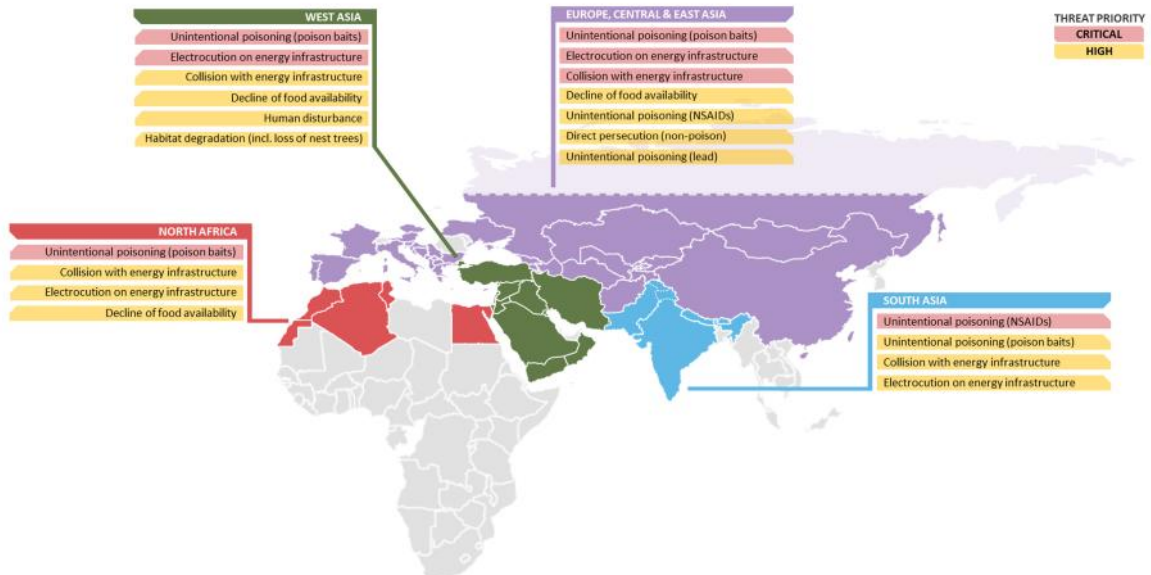 WEST ASIA
Unintentional poisoning (poison baits)
Electrocution on energy infrastructure
Collision with energy infrastructure
Decline of food availability
Human disturbance
Habitat degradation (incl. loss of nest trees)
EUROPE, CENTRAL & EAST ASIA
Unintentional poisoning (poison baits)
Electrocution on energy infrastructure
Collision with energy infrastructure
Decline of food availability
Unintentional poisoning (NSAIDs)
Direct persecution (non-poison)
Unintentional poisoning (lead)
THREAT PRIORITY
CRITICAL
HIGH
NORTH AFRICA
Unintentional poisoning (poison baits)
Collision with energy infrastructure
Electrocution on energy infrastructure
Decline of food availability
SOUTH ASIA
Unintentional poisoning (NSAIDs)
Unintentional poisoning (poison baits)
Collision with energy infrastructure
Electrocution on energy infrastructure